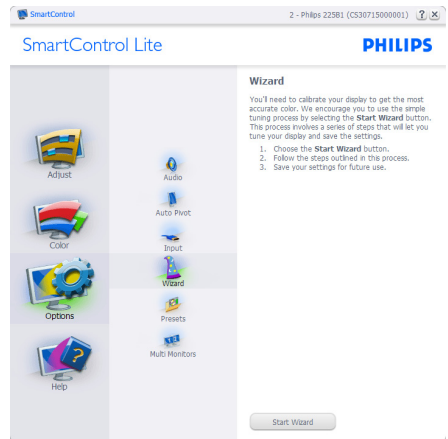 SmartControl
2 - Philips 225B1 (CS30715000001)
?
X
SmartControl Lite
PHILIPS
Adjust
Color
Options
Help
Audio
Auto Pivot
Input
Wizard
Presets
Multi Monitors
Wizard
You'll need to calibrate your display to get the most
accurate color. We encourage you to use the simple
tuning process by selecting the Start Wizard button.
This process involves a series of steps that will let you
tune your display and save the settings.
1. Choose the Start Wizard button.
2. Follow the steps outlined in this process.
3. Save your settings for future use.
Start Wizard